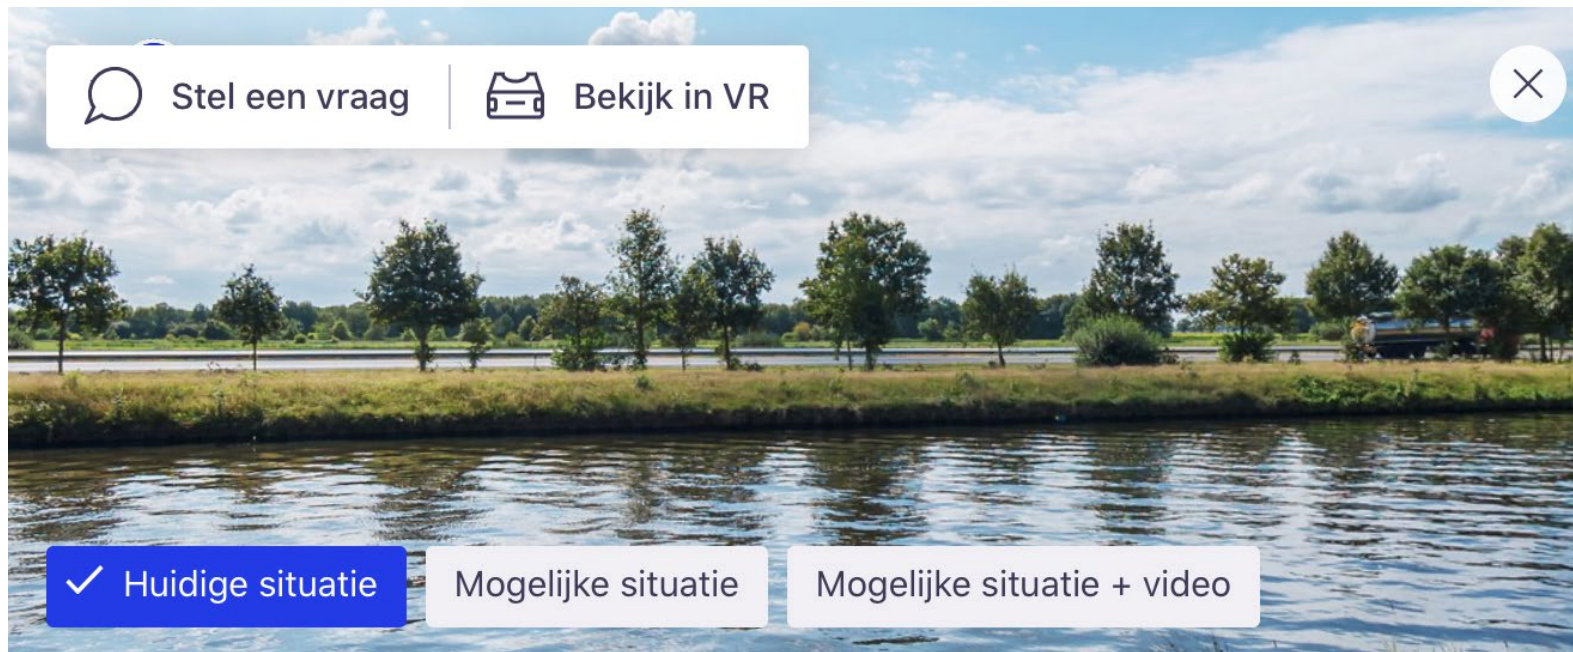 Stel een vraag
Bekijk in VR
Huidige situatie
Mogelijke situatie
Mogelijke situatie + video